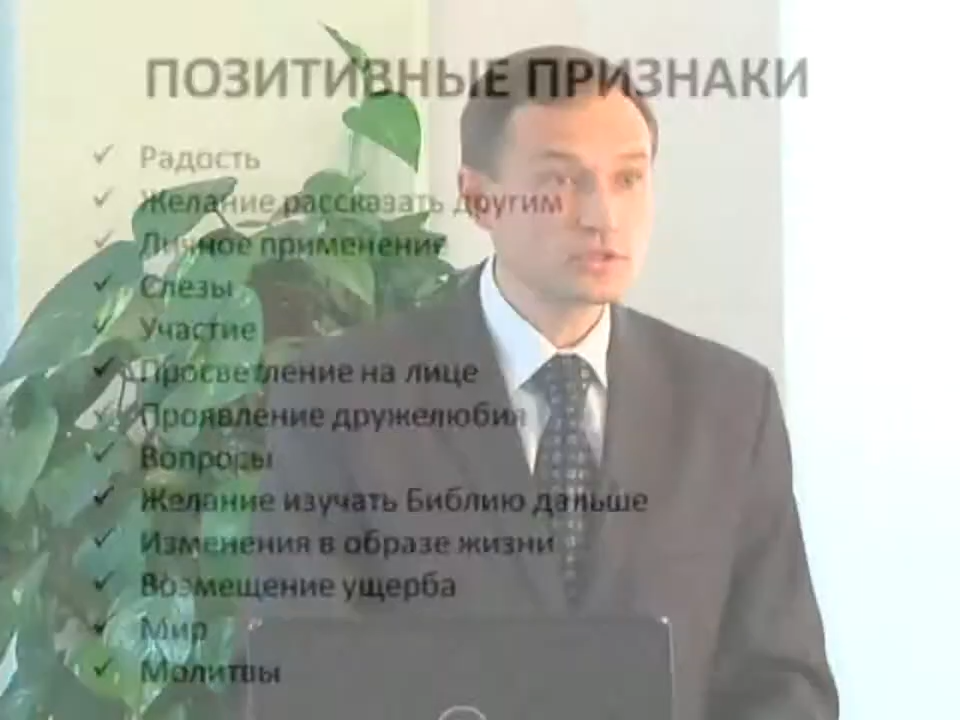 ПОЗИТИВНЫЕ ПРИЗНАКИ
Радость
Желание рассказать другим
Личное применение
Слезы
Участие
Просветление на лице
Проявление дружелюбия
Вопросы
Желание изучать Библию дальше
Изменения в образе жизни
Возмещение ущерба
Мир
Молитвы